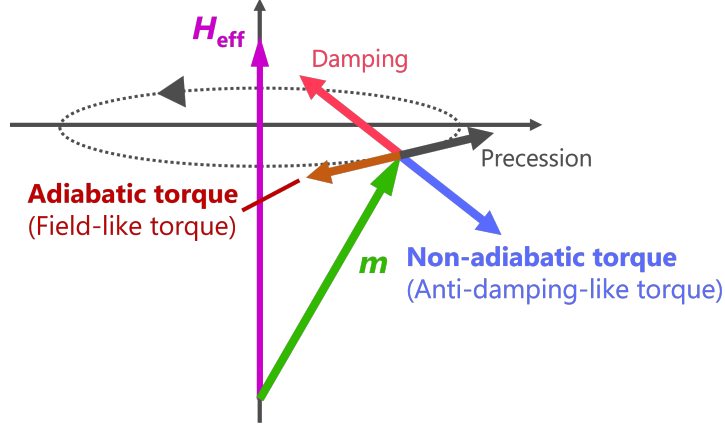 Heff
Damping
Precession
Adiabatic torque
(Field-like torque)
m
Non-adiabatic torque
(Anti-damping-like torque)